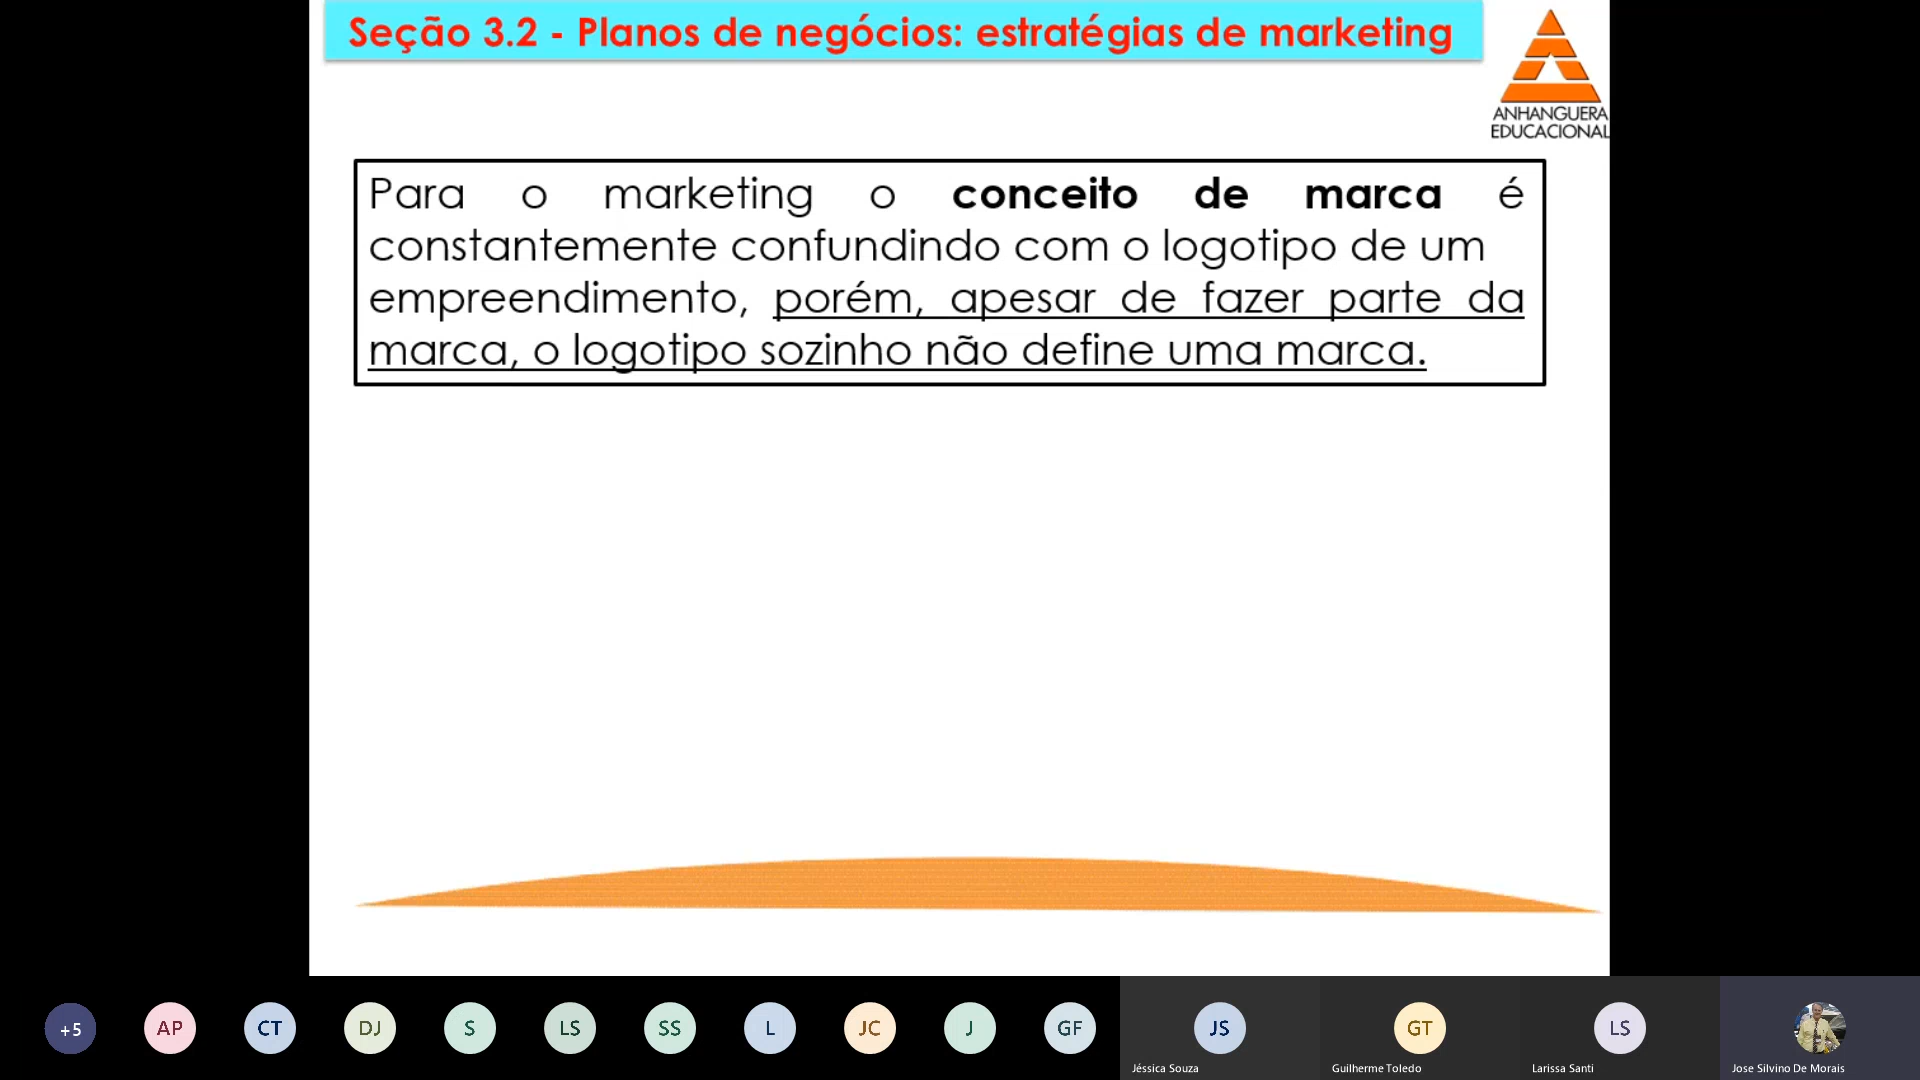 Seção 3.2 - Planos de negócios: estratégias de marketing
ANHANGUERA
EDUCACIONAL
Para o marketing o conceito de marca é
constantemente confundindo com o logotipo de um
empreendimento, porém, apesar de fazer parte da
marca, o logotipo sozinho não define uma marca.
+5 AP CT DJ S LS SS L JC J GF JS GT LS
Jéssica Souza Guilherme Toledo Larissa Santi Jose Silvino De Morais